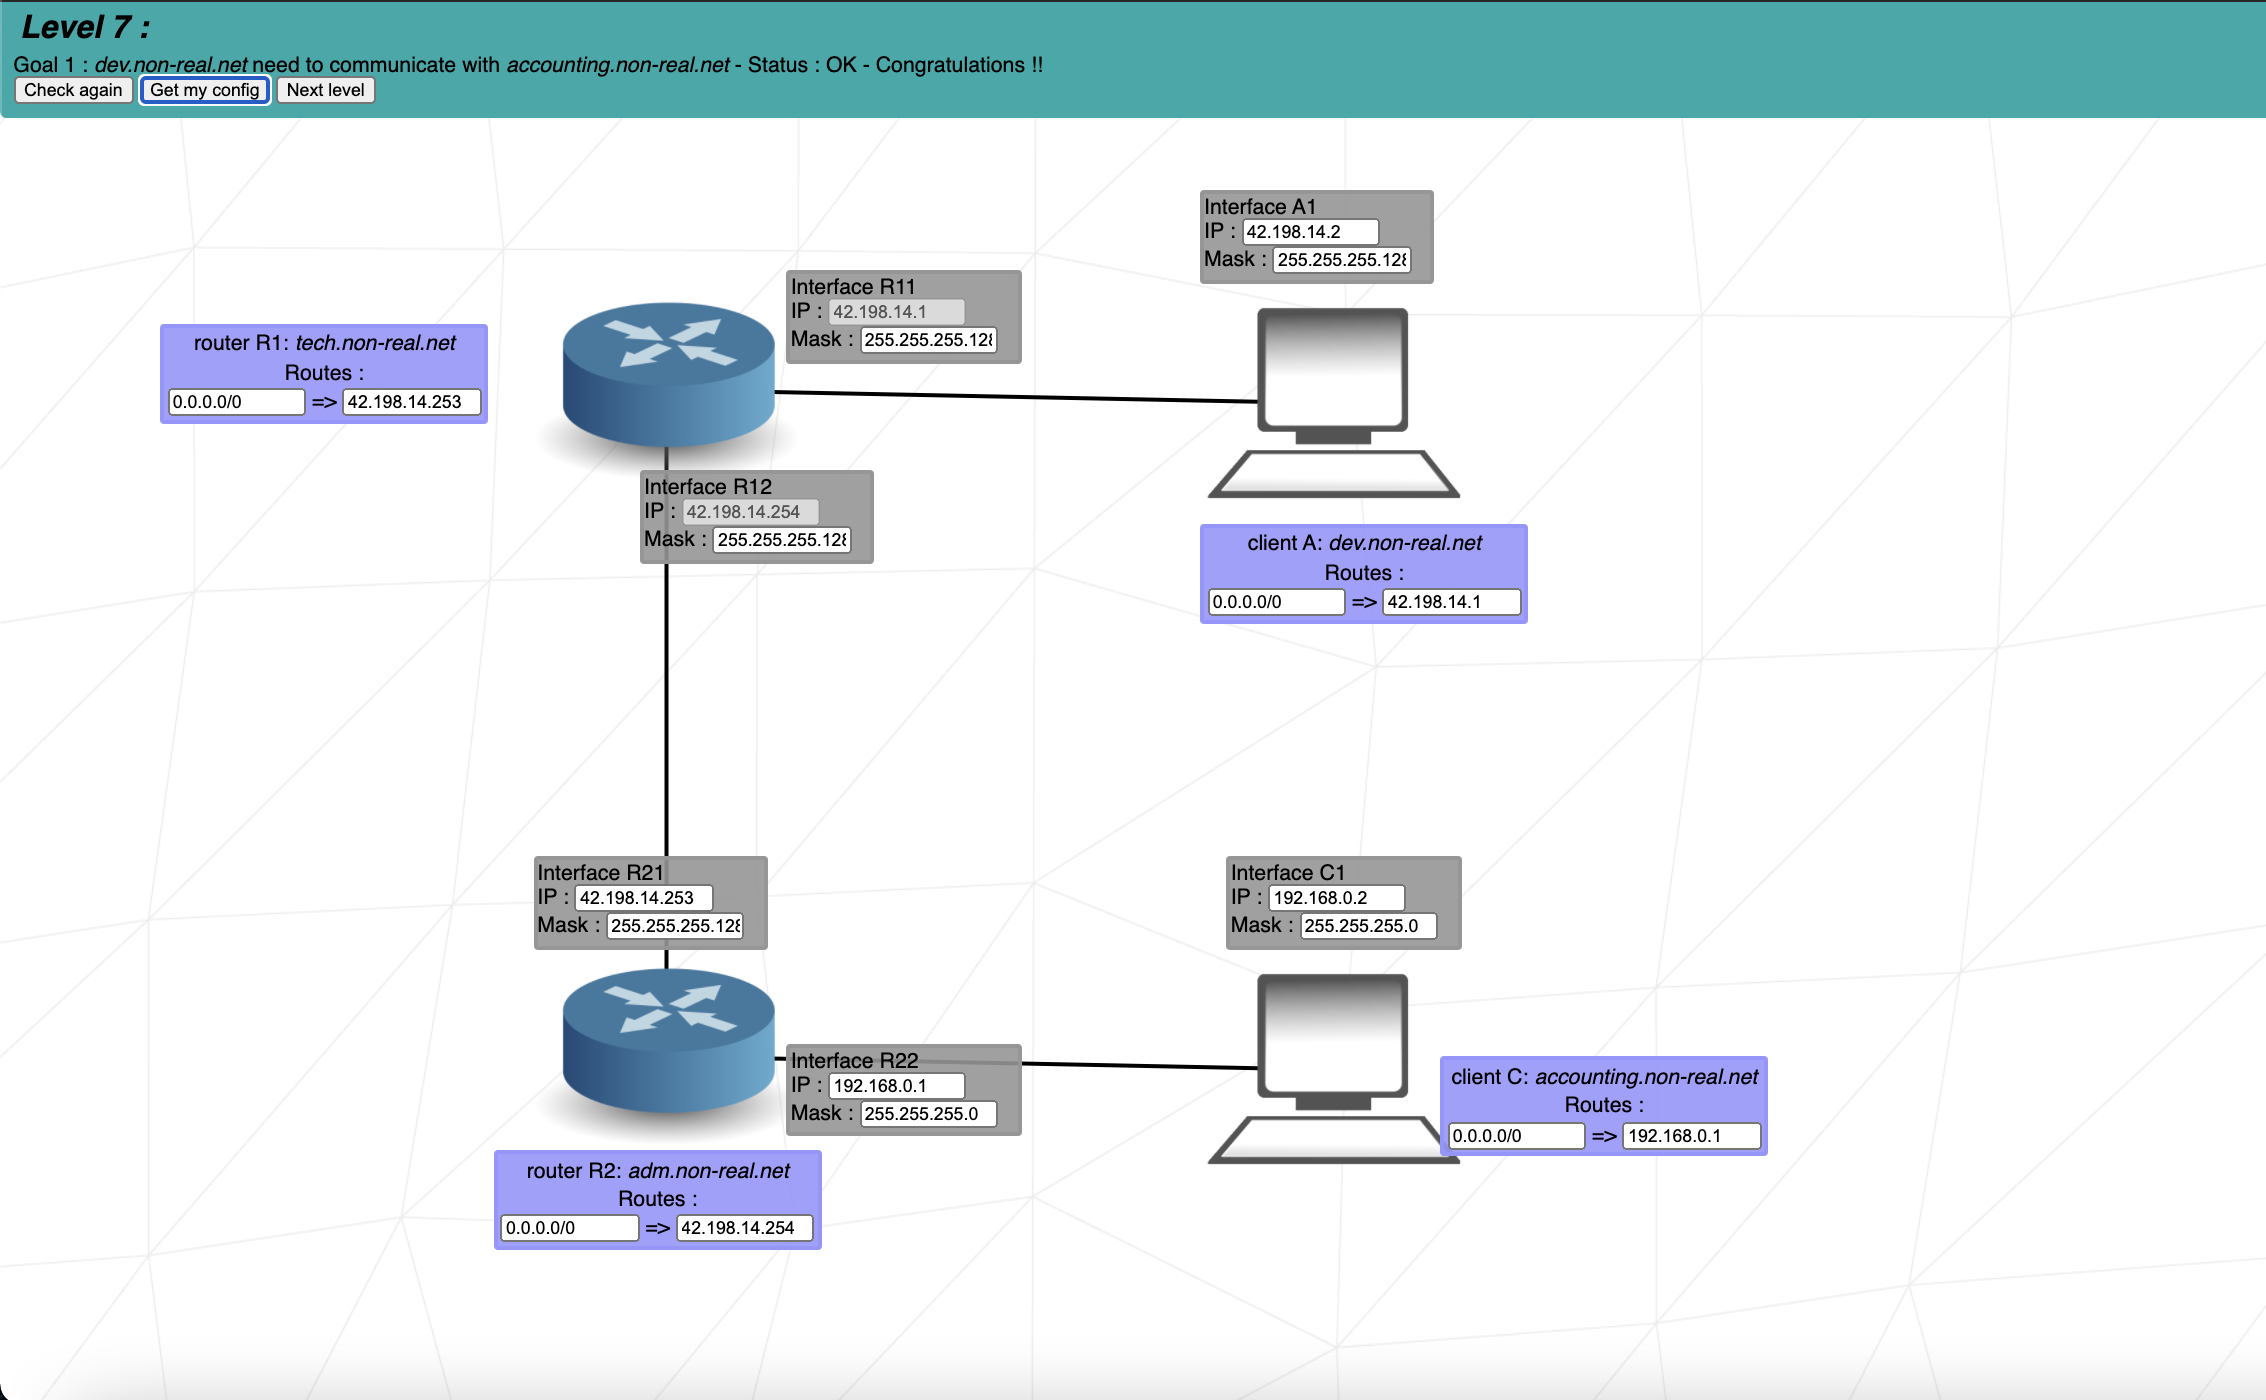 Level 7 :
Goal 1 : dev.non-real.net need to communicate with accounting.non-real.net - Status : OK - Congratulations !!
Check again Get my config Next level
Interface A1
IP : 42.198.14.2
Mask : 255.255.255.128
Interface R11
IP : 42.198.14.1
Mask : 255.255.255.128
router R1: tech.non-real.net
Routes :
0.0.0.0/0 => 42.198.14.253
Interface R12
IP : 42.198.14.254
Mask : 255.255.255.128
client A: dev.non-real.net
Routes :
0.0.0.0/0 => 42.198.14.1
Interface R21
IP : 42.198.14.253
Mask : 255.255.255.128
Interface C1
IP : 192.168.0.2
Mask : 255.255.255.0
Interface R22
IP : 192.168.0.1
Mask : 255.255.255.0
client C: accounting.non-real.net
Routes :
0.0.0.0/0 => 192.168.0.1
router R2: adm.non-real.net
Routes :
0.0.0.0/0 => 42.198.14.254